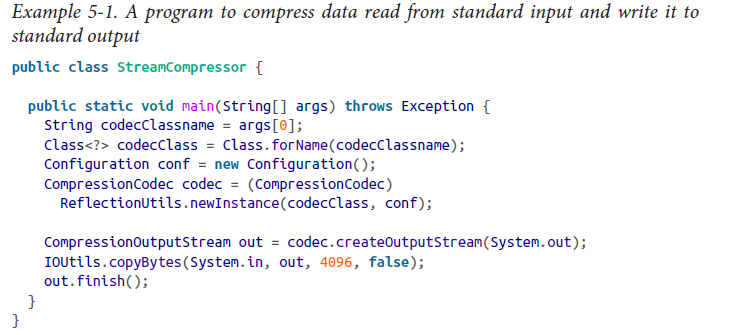 Example 5-1. A program to compress data read from standard input and write it to
standard output
public class StreamCompressor {
  public static void main(String[] args) throws Exception {
    String codecClassname = args[0];
    Class<?> codecClass = Class.forName(codecClassname);
    Configuration conf = new Configuration();
    CompressionCodec codec = (CompressionCodec)
      ReflectionUtils.newInstance(codecClass, conf);
    CompressionOutputStream out = codec.createOutputStream(System.out);
    IOUtils.copyBytes(System.in, out, 4096, false);
    out.finish();
  }
}